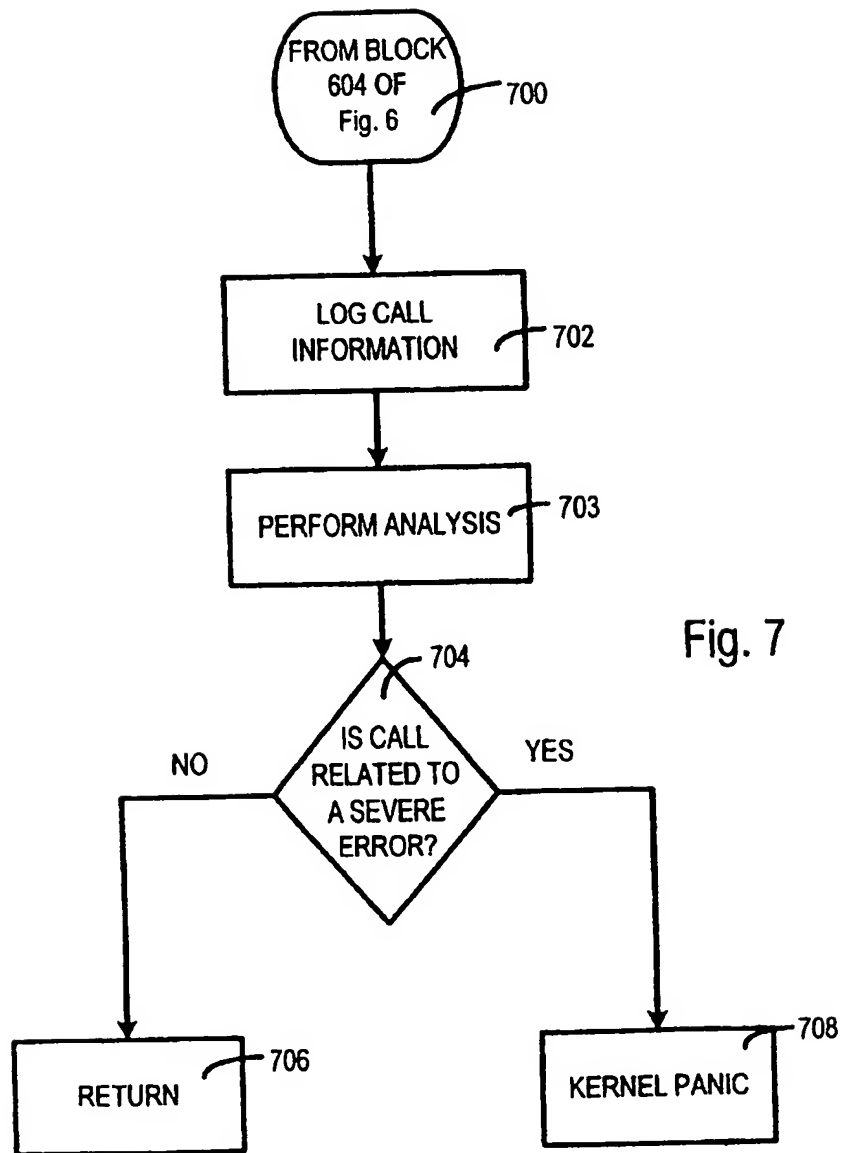 FROM BLOCK
604 OF
Fig. 6
700
LOG CALL
INFORMATION
702
PERFORM ANALYSIS
703
Fig. 7
704
IS CALL
RELATED TO
A SEVERE
ERROR?
NO
YES
RETURN
706
KERNEL PANIC
708